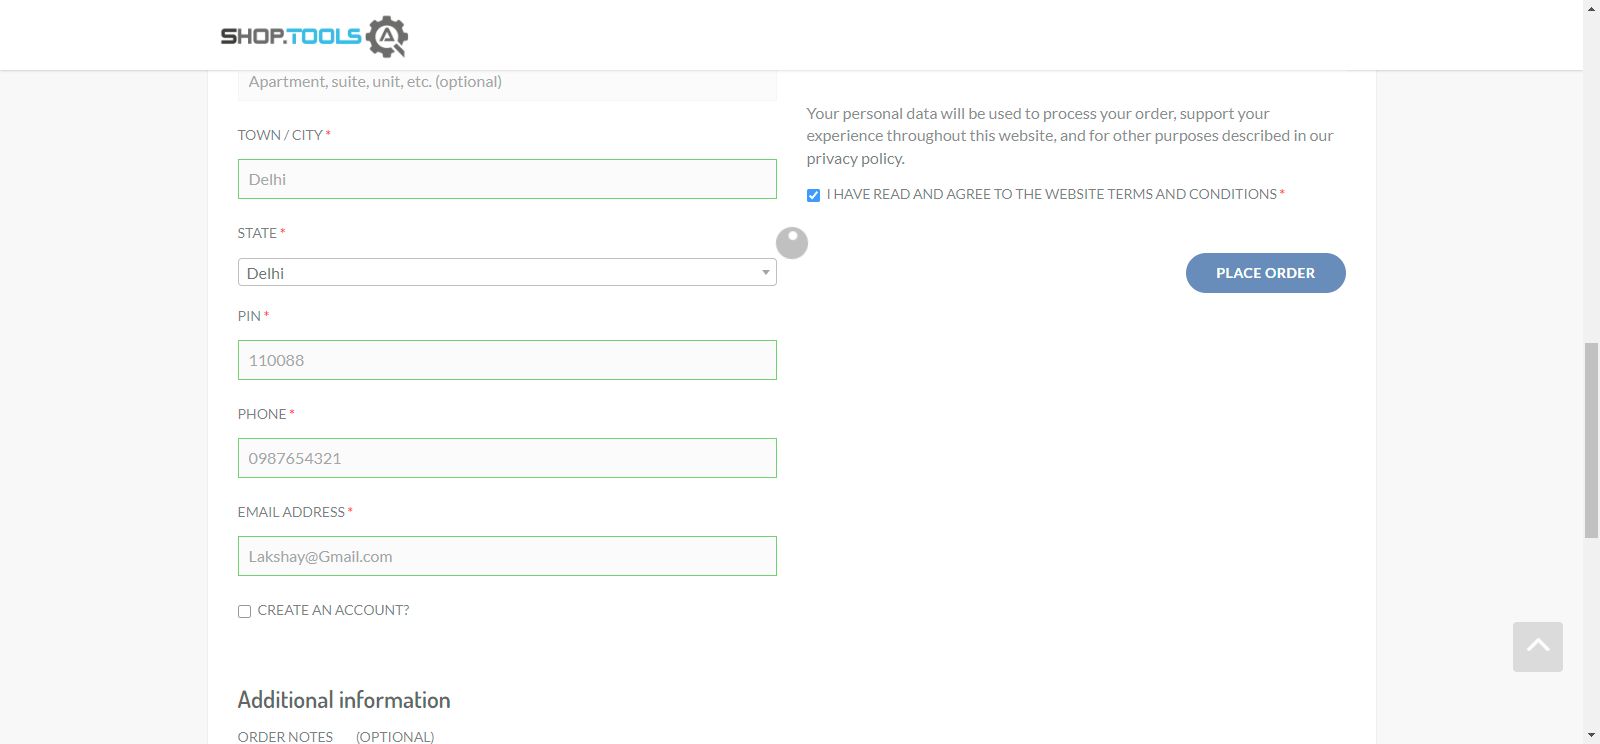 SHOP.TOOLS
Apartment, suite, unit, etc. (optional)
TOWN / CITY *
Delhi
STATE *
Delhi
PIN *
110088
PHONE *
0987654321
EMAIL ADDRESS *
Lakshay@Gmail.com
CREATE AN ACCOUNT?
Additional information
ORDER NOTES (OPTIONAL)
Your personal data will be used to process your order, support your
experience throughout this website, and for other purposes described in our
privacy policy.
I HAVE READ AND AGREE TO THE WEBSITE TERMS AND CONDITIONS *
PLACE ORDER